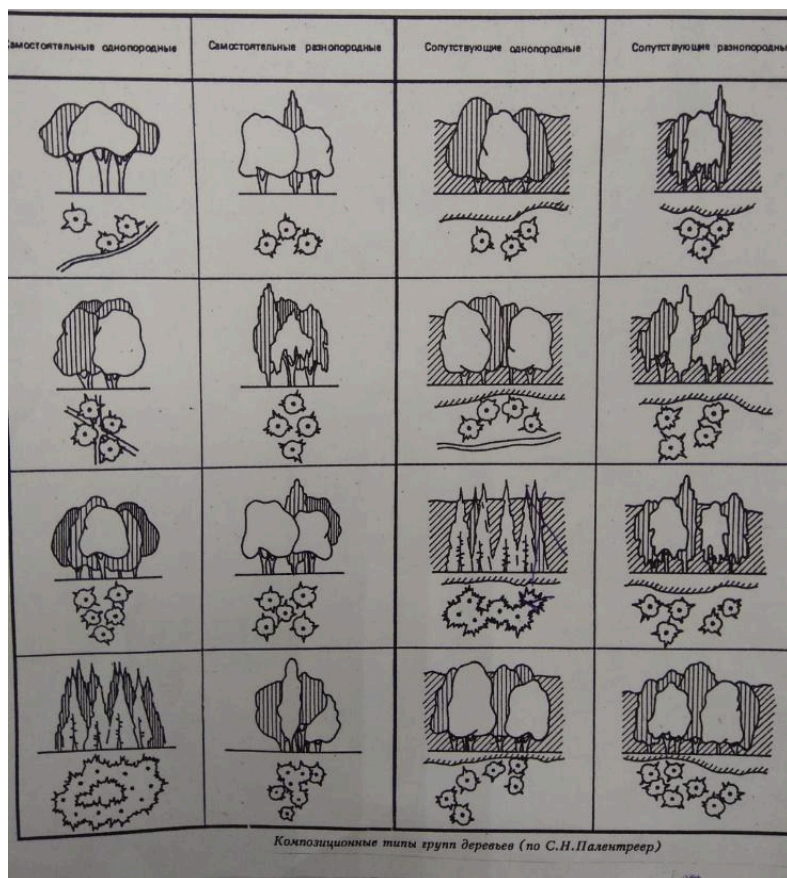 Самостоятельные однопородные
Самостоятельные разнопородные
Сопутствующие однопородные
Сопутствующие разнопородные
Композиционные типы групп деревьев (по С.Н.Палентреер)